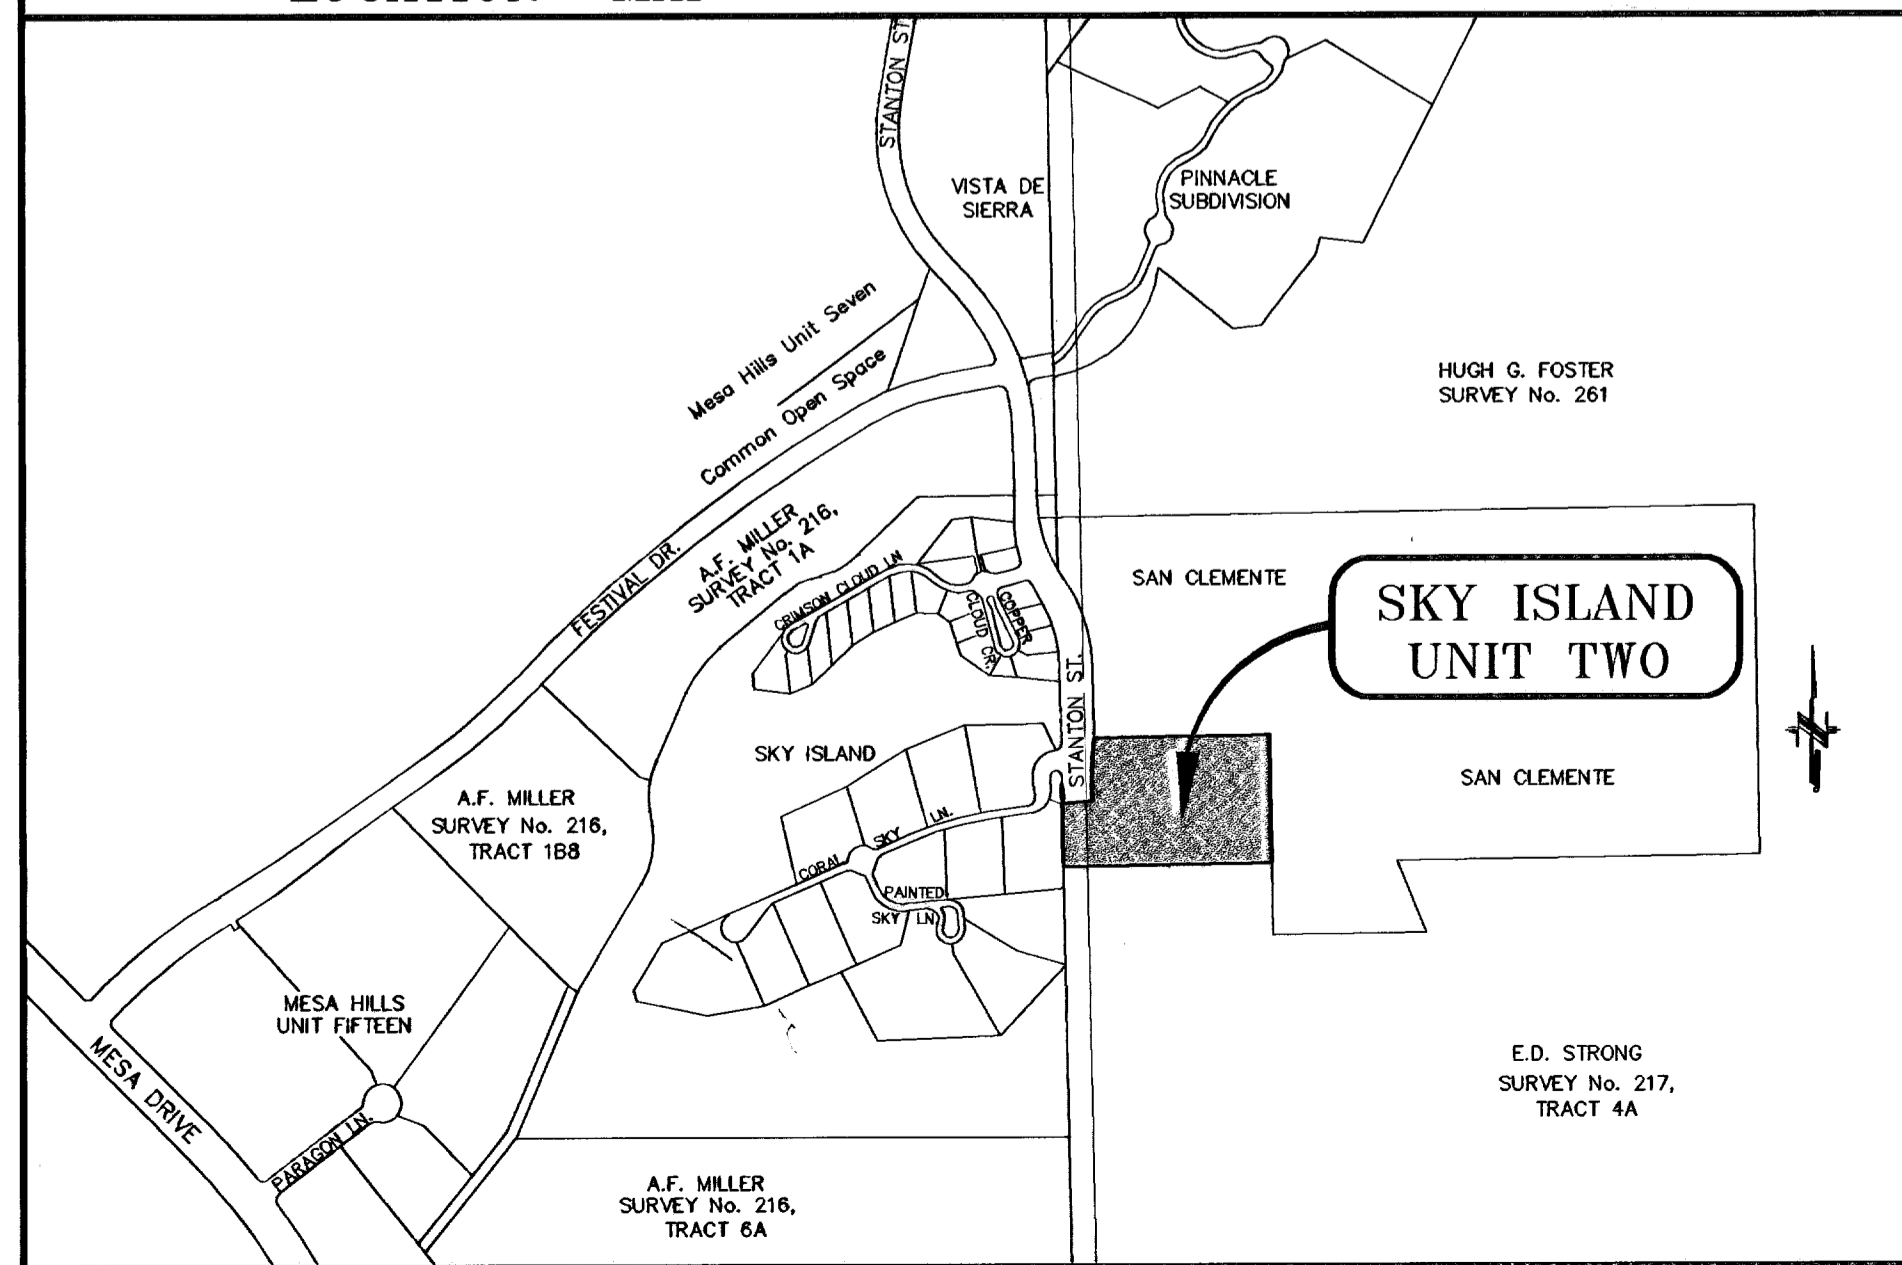 LOCATION MAP
STANTON ST
VISTA DE
SIERRA
PINNACLE
SUBDIVISION
Mesa Hills Unit Seven
Common Open Space
HUGH G. FOSTER
SURVEY No. 261
A.F. MILLER
SURVEY No. 216,
TRACT 1A
FESTIVAL DR.
CRIMSON CLOUD LN
COPPER
CLOUD CR.
SAN CLEMENTE
SKY ISLAND
UNIT TWO
STANTON ST.
SKY ISLAND
SAN CLEMENTE
A.F. MILLER
SURVEY No. 216,
TRACT 1B8
CORAL SKY LN.
PAINTED
SKY LN.
MESA HILLS
UNIT FIFTEEN
MESA DRIVE
PARAGON LN.
E.D. STRONG
SURVEY No. 217,
TRACT 4A
A.F. MILLER
SURVEY No. 216,
TRACT 6A